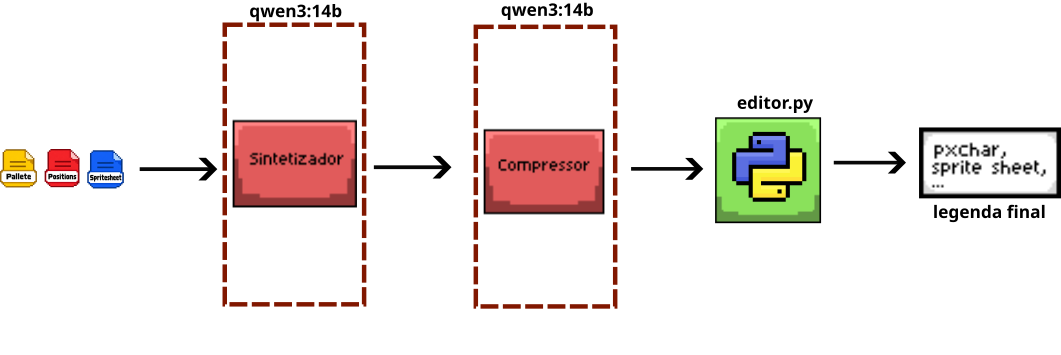 qwen3:14b
qwen3:14b
editor.py
Pallete
Positions
Spritesheet
Sintetizador
Compressor
pxchar,
sprite sheet,
...
legenda final